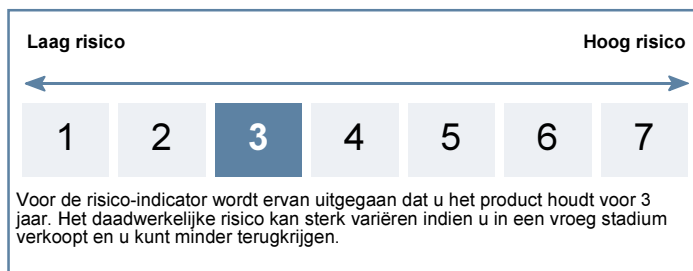 Laag risico Hoog risico
1 2 3 4 5 6 7
Voor de risico-indicator wordt ervan uitgegaan dat u het product houdt voor 3
jaar. Het daadwerkelijke risico kan sterk variëren indien u in een vroeg stadium
verkoopt en u kunt minder terugkrijgen.